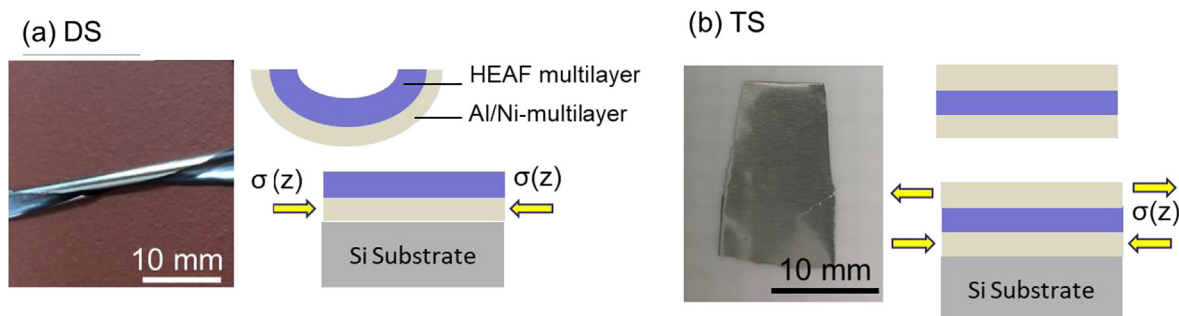 (a) DS
HEAF multilayer
Al/Ni-multilayer
σ (z)
σ(z)
Si Substrate
10 mm
(b) TS
σ(z)
Si Substrate
10 mm